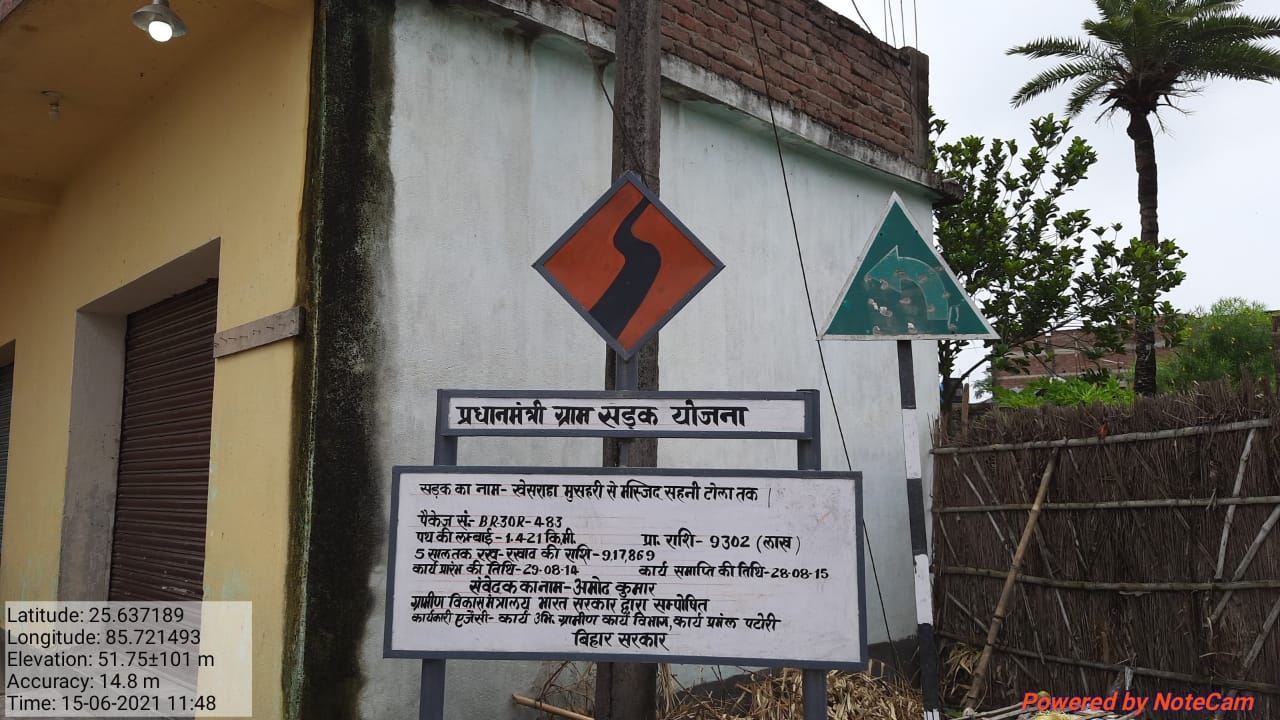 प्रधानमंत्री ग्राम सड़क योजना
सड़क का नाम- खेसराहा मुसहरी से मस्जिद सहनी टोला तक
पैकेज सं:- BR-30R-483
पथ की लम्बाई- 1.421 किमी. प्रा. राशि- 9302 (लाख)
5 साल तक रख-रखाव की राशि-9,17,869
कार्य प्रारंभ की तिथि-29-08-14 कार्य समाप्ति की तिथि-28-08-15
संवेदक का नाम-अमोद कुमार
ग्रामीण विकास मंत्रालय भारत सरकार द्वारा सम्पोषित
कार्यकारी एजेंसी- कार्य अभि. ग्रामीण कार्य विभाग, कार्य प्रमंल पटोरी
बिहार सरकार
Latitude: 25.637189
Longitude: 85.721493
Elevation: 51.75±101 m
Accuracy: 14.8 m
Time: 15-06-2021 11:48
Powered by NoteCam